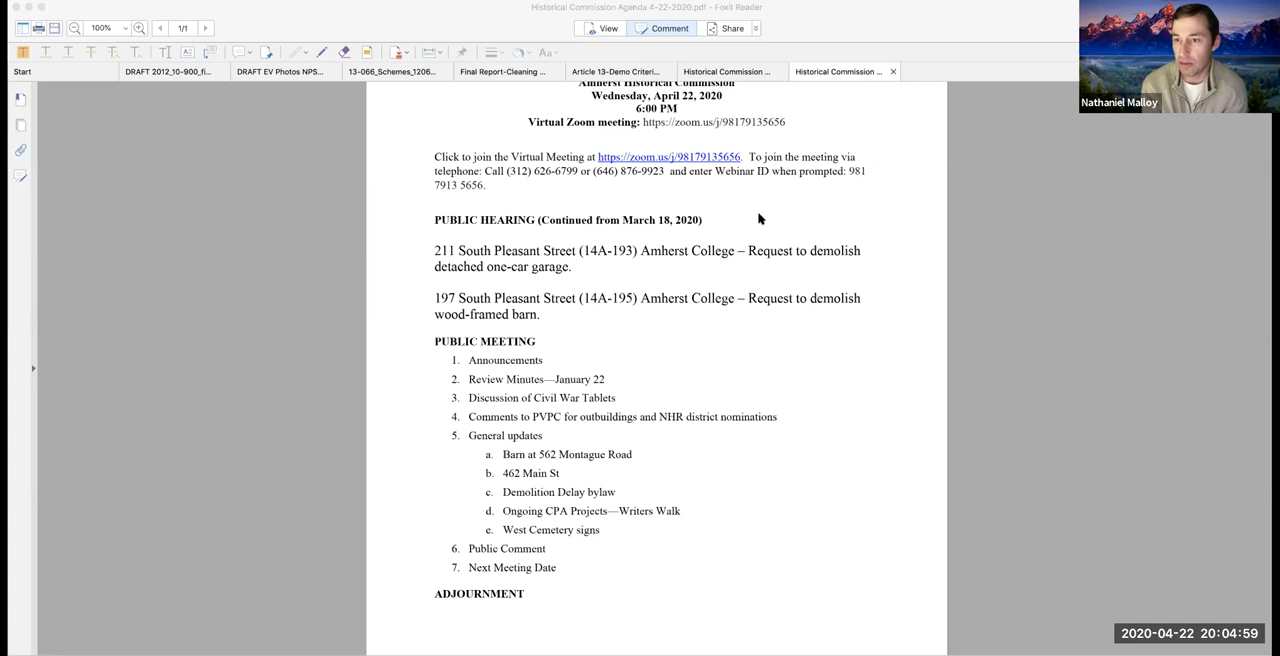 Historical Commission Agenda 4-22-2020.pdf - Foxit Reader
100%
1/1
View
Comment
Share
Start
DRAFT 2012_10-900_fi...
DRAFT EV Photos NPS...
13-066_Schemes_1206...
Final Report-Cleaning ...
Article 13-Demo Criteri...
Historical Commission ...
Historical Commission ...
Amherst Historical Commission
Wednesday, April 22, 2020
6:00 PM
Virtual Zoom meeting: https://zoom.us/j/98179135656
Click to join the Virtual Meeting at https://zoom.us/j/98179135656. To join the meeting via
telephone: Call (312) 626-6799 or (646) 876-9923 and enter Webinar ID when prompted: 981
7913 5656.
PUBLIC HEARING (Continued from March 18, 2020)
211 South Pleasant Street (14A-193) Amherst College – Request to demolish
detached one-car garage.
197 South Pleasant Street (14A-195) Amherst College – Request to demolish
wood-framed barn.
PUBLIC MEETING
1. Announcements
2. Review Minutes—January 22
3. Discussion of Civil War Tablets
4. Comments to PVPC for outbuildings and NHR district nominations
5. General updates
a. Barn at 562 Montague Road
b. 462 Main St
c. Demolition Delay bylaw
d. Ongoing CPA Projects—Writers Walk
e. West Cemetery signs
6. Public Comment
7. Next Meeting Date
ADJOURNMENT
Nathaniel Malloy
2020-04-22 20:04:59